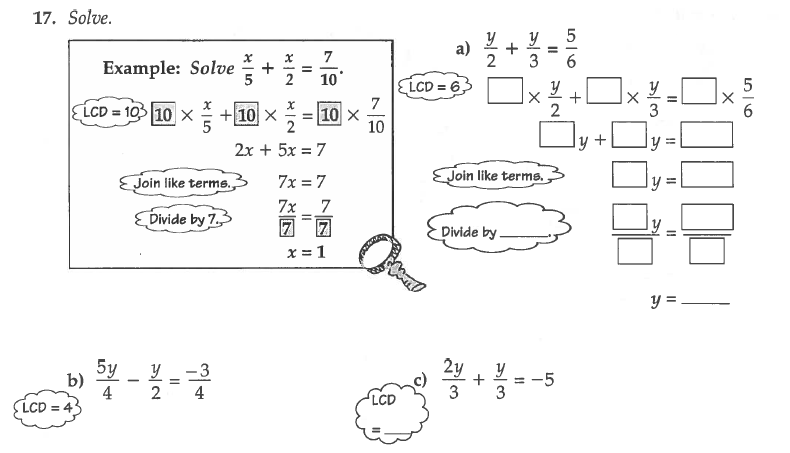 17. Solve.
Example: Solve x/5 + x/2 = 7/10.
LCD = 10
10 × x/5 + 10 × x/2 = 10 × 7/10
2x + 5x = 7
Join like terms. 7x = 7
Divide by 7. 7x/7 = 7/7
x = 1
a) y/2 + y/3 = 5/6
LCD = 6
□ × y/2 + □ × y/3 = □ × 5/6
□y + □y = □
Join like terms. □y = □
Divide by ____. □y/□ = □/□
y = ____
b) 5y/4 - y/2 = -3/4
LCD = 4
c) 2y/3 + y/3 = -5
LCD
= ____